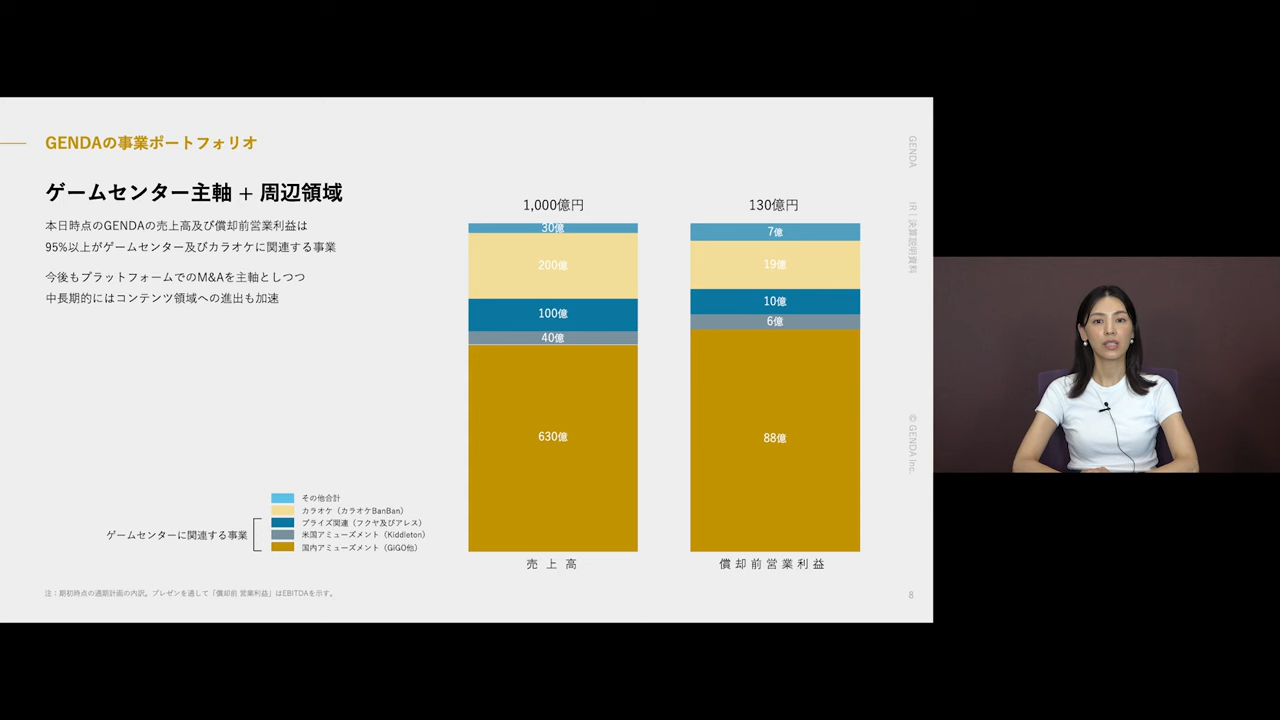 GENDAの事業ポートフォリオ
ゲームセンター主軸 + 周辺領域
本日時点のGENDAの売上高及び償却前営業利益は
95%以上がゲームセンター及びカラオケに関連する事業
今後もプラットフォームでのM&Aを主軸としつつ
中長期的にはコンテンツ領域への進出も加速
1,000億円
30億
200億
100億
40億
630億
売上高
130億円
7億
19億
10億
6億
88億
償却前営業利益
その他合計
カラオケ（カラオケBanBan）
プライズ関連（フクヤ及びアレス）
米国アミューズメント（Kiddleton）
国内アミューズメント（GiGO他）
ゲームセンターに関連する事業
注：期初時点の通期計画の内訳。プレゼンを通して「償却前 営業利益」はEBITDAを示す。
GENDA
IR | 決算説明資料
© GENDA Inc.
8